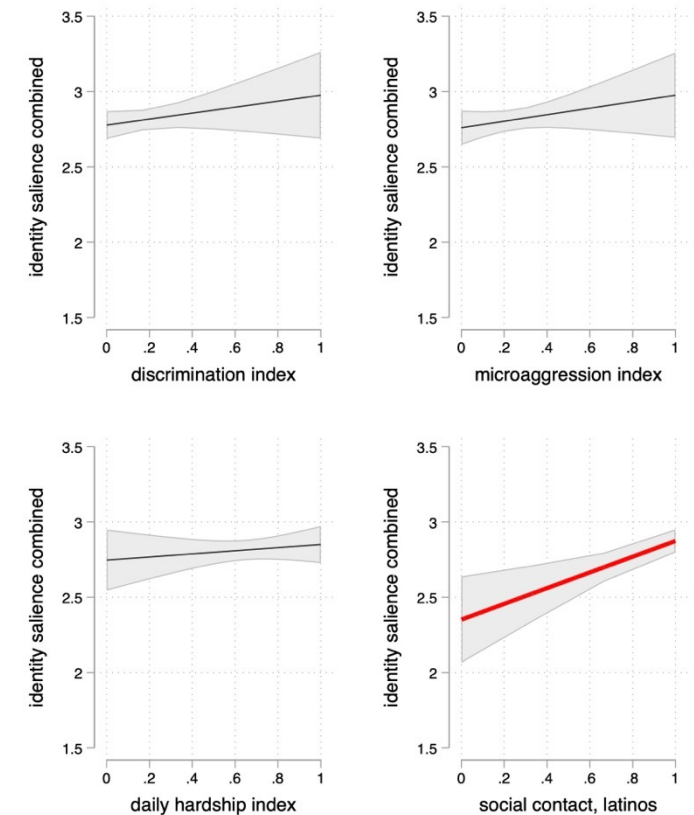 identity salience combined
3.5
3
2.5
2
1.5
0 .2 .4 .6 .8 1
discrimination index
identity salience combined
3.5
3
2.5
2
1.5
0 .2 .4 .6 .8 1
microaggression index
identity salience combined
3.5
3
2.5
2
1.5
0 .2 .4 .6 .8 1
daily hardship index
identity salience combined
3.5
3
2.5
2
1.5
0 .2 .4 .6 .8 1
social contact, latinos